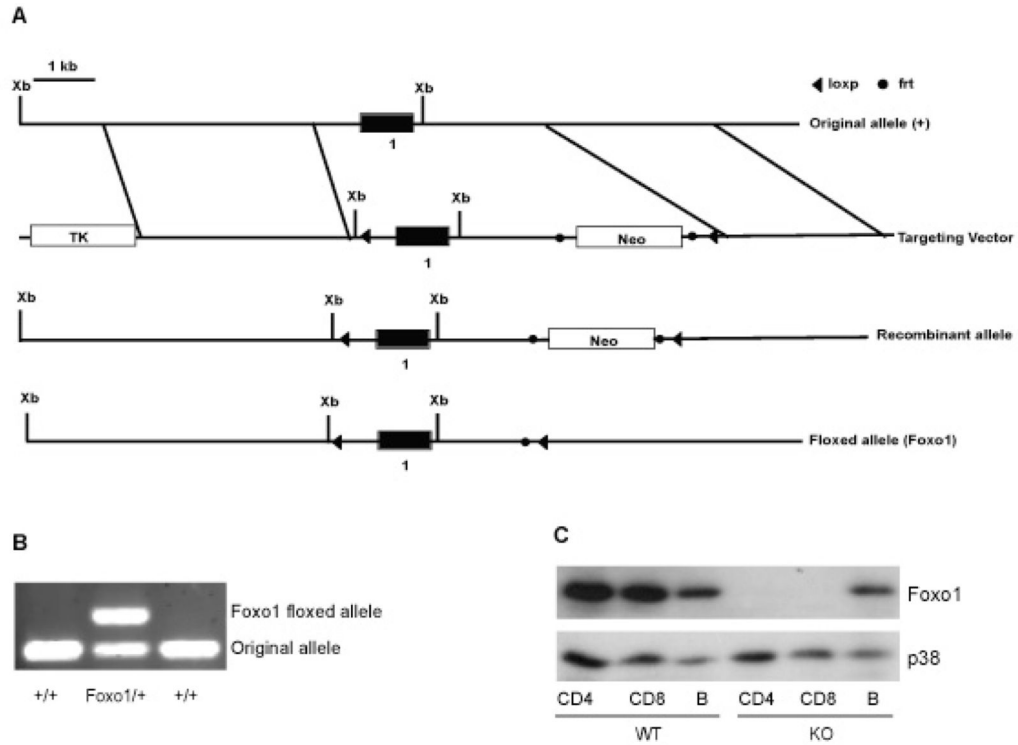 A
1 kb
Xb
Xb
loxp
frt
Original allele (+)
1
Xb
Xb
TK
Neo
Targeting Vector
1
Xb
Xb
Xb
Neo
Recombinant allele
1
Xb
Xb
Xb
Floxed allele (Foxo1)
1
B
Foxo1 floxed allele
Original allele
+/+ Foxo1/+ +/+
C
Foxo1
p38
CD4 CD8 B CD4 CD8 B
WT KO